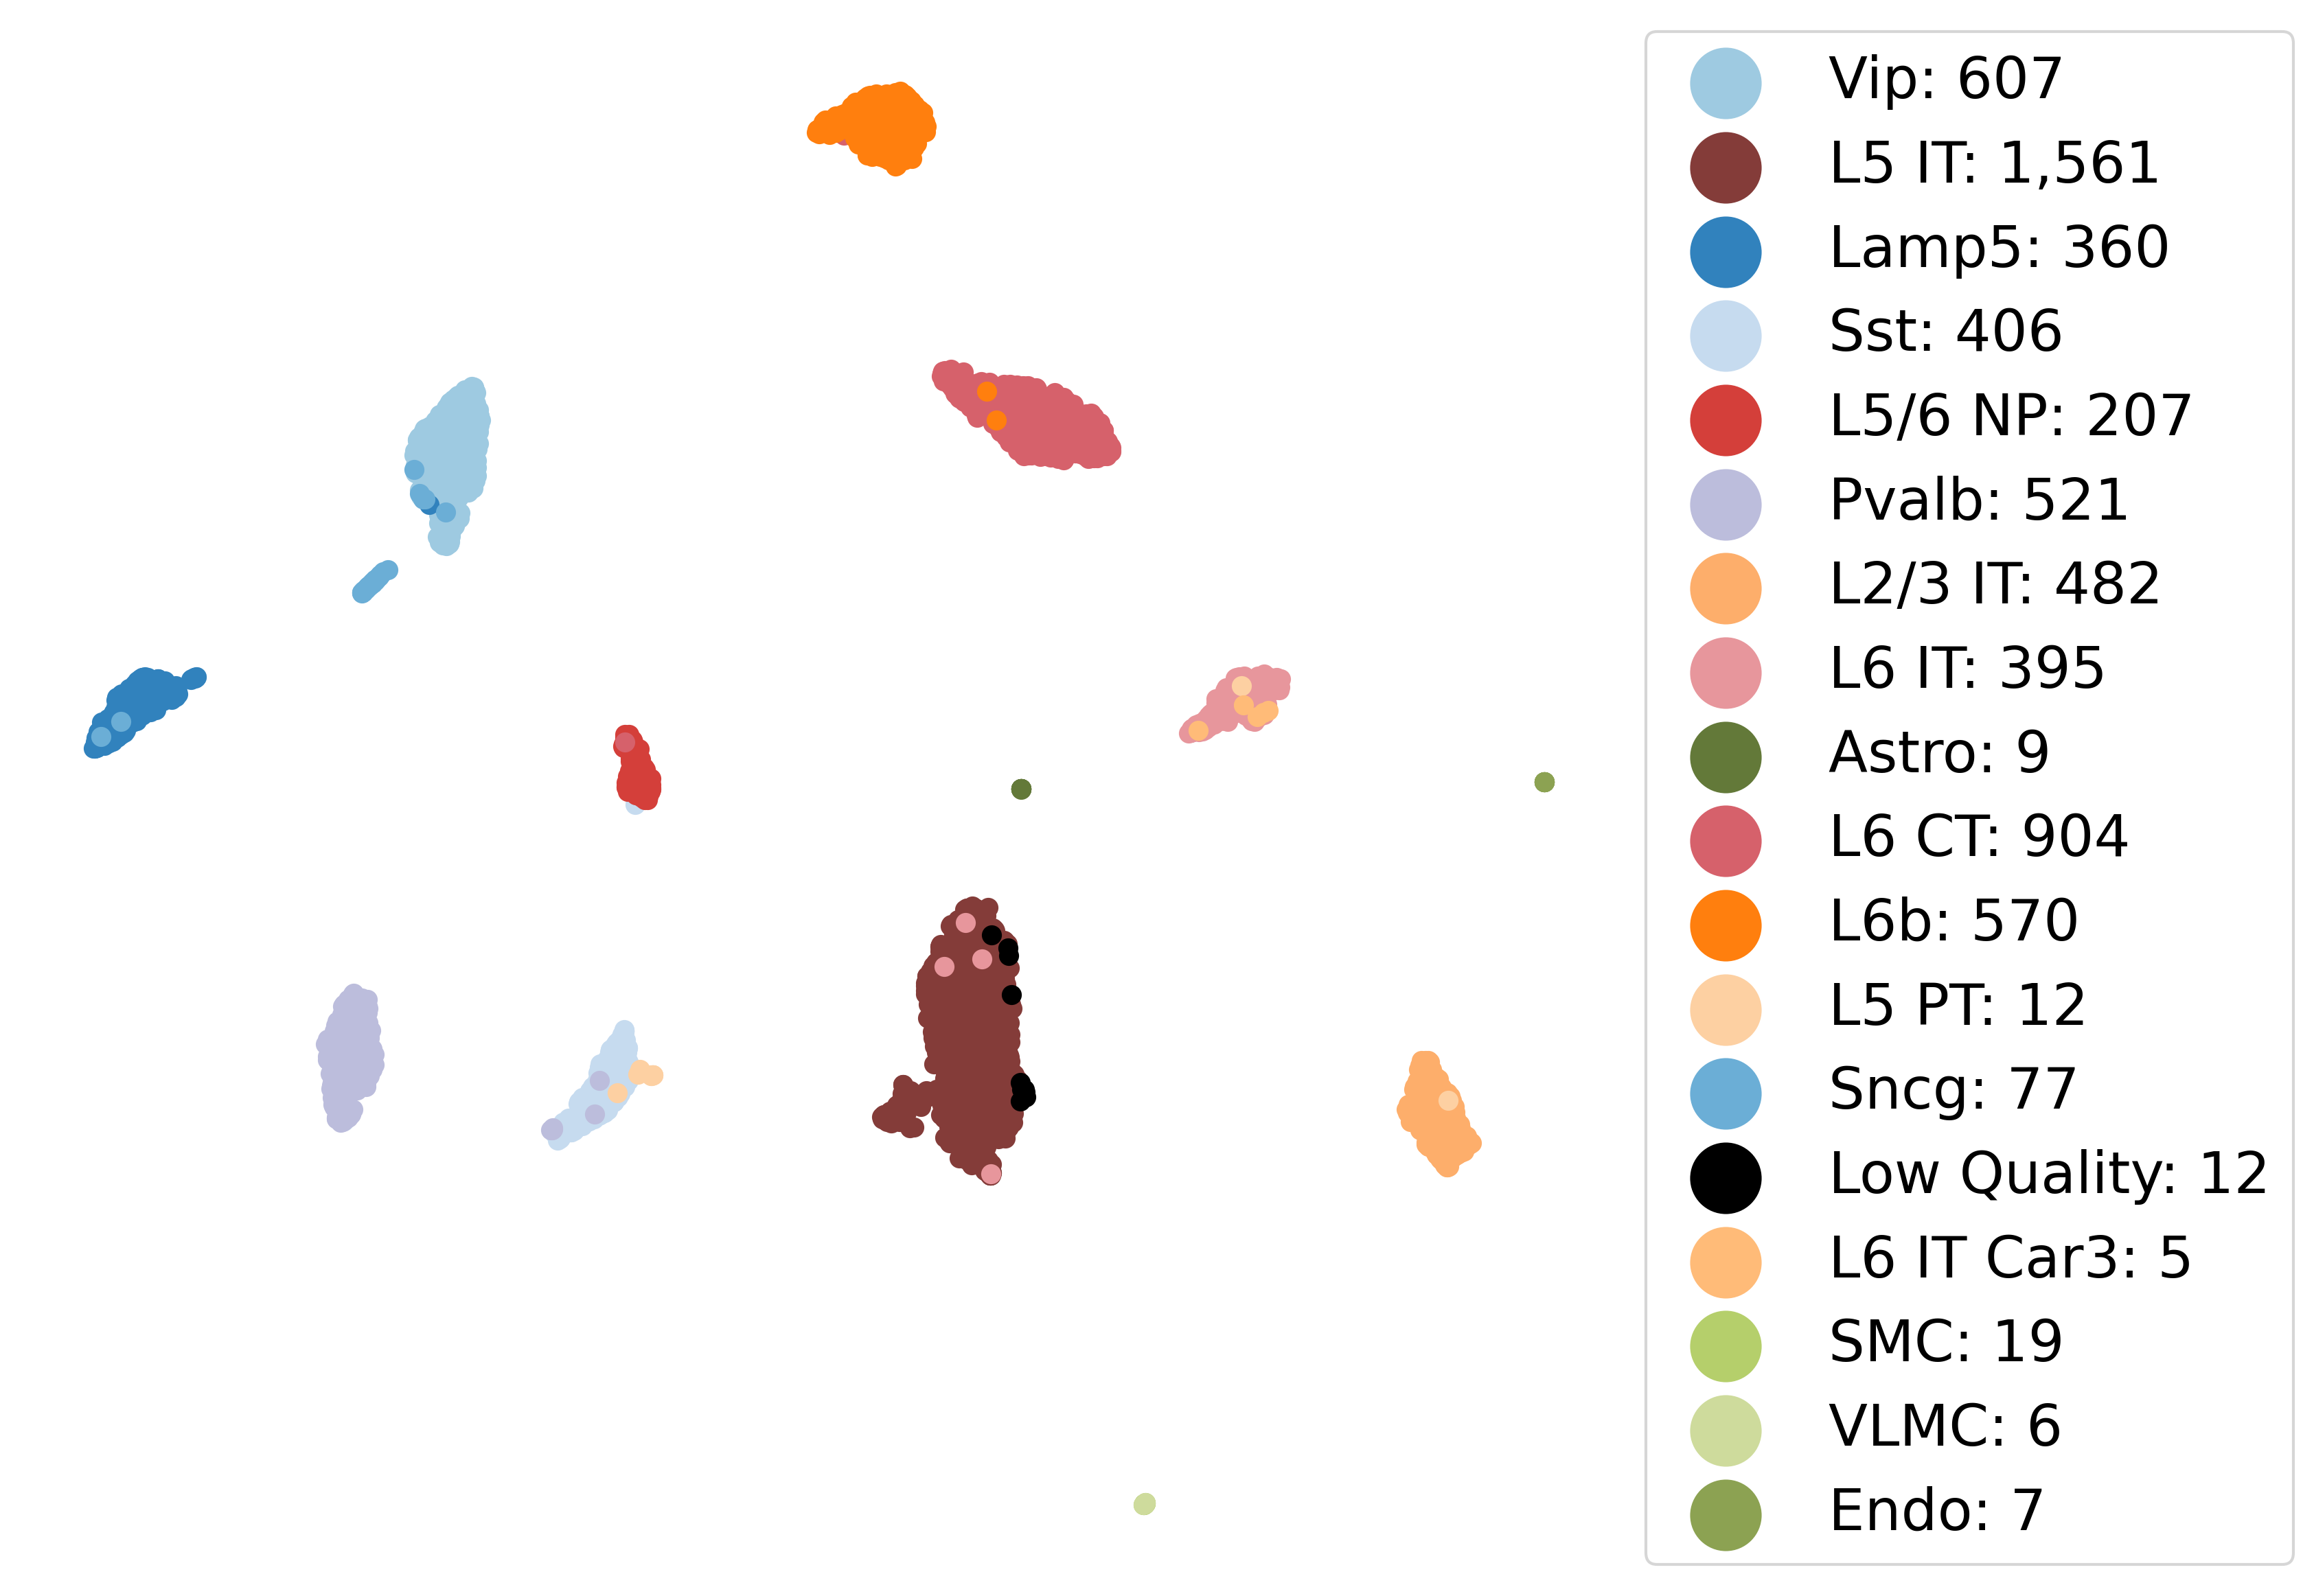 Vip: 607
L5 IT: 1,561
Lamp5: 360
Sst: 406
L5/6 NP: 207
Pvalb: 521
L2/3 IT: 482
L6 IT: 395
Astro: 9
L6 CT: 904
L6b: 570
L5 PT: 12
Sncg: 77
Low Quality: 12
L6 IT Car3: 5
SMC: 19
VLMC: 6
Endo: 7